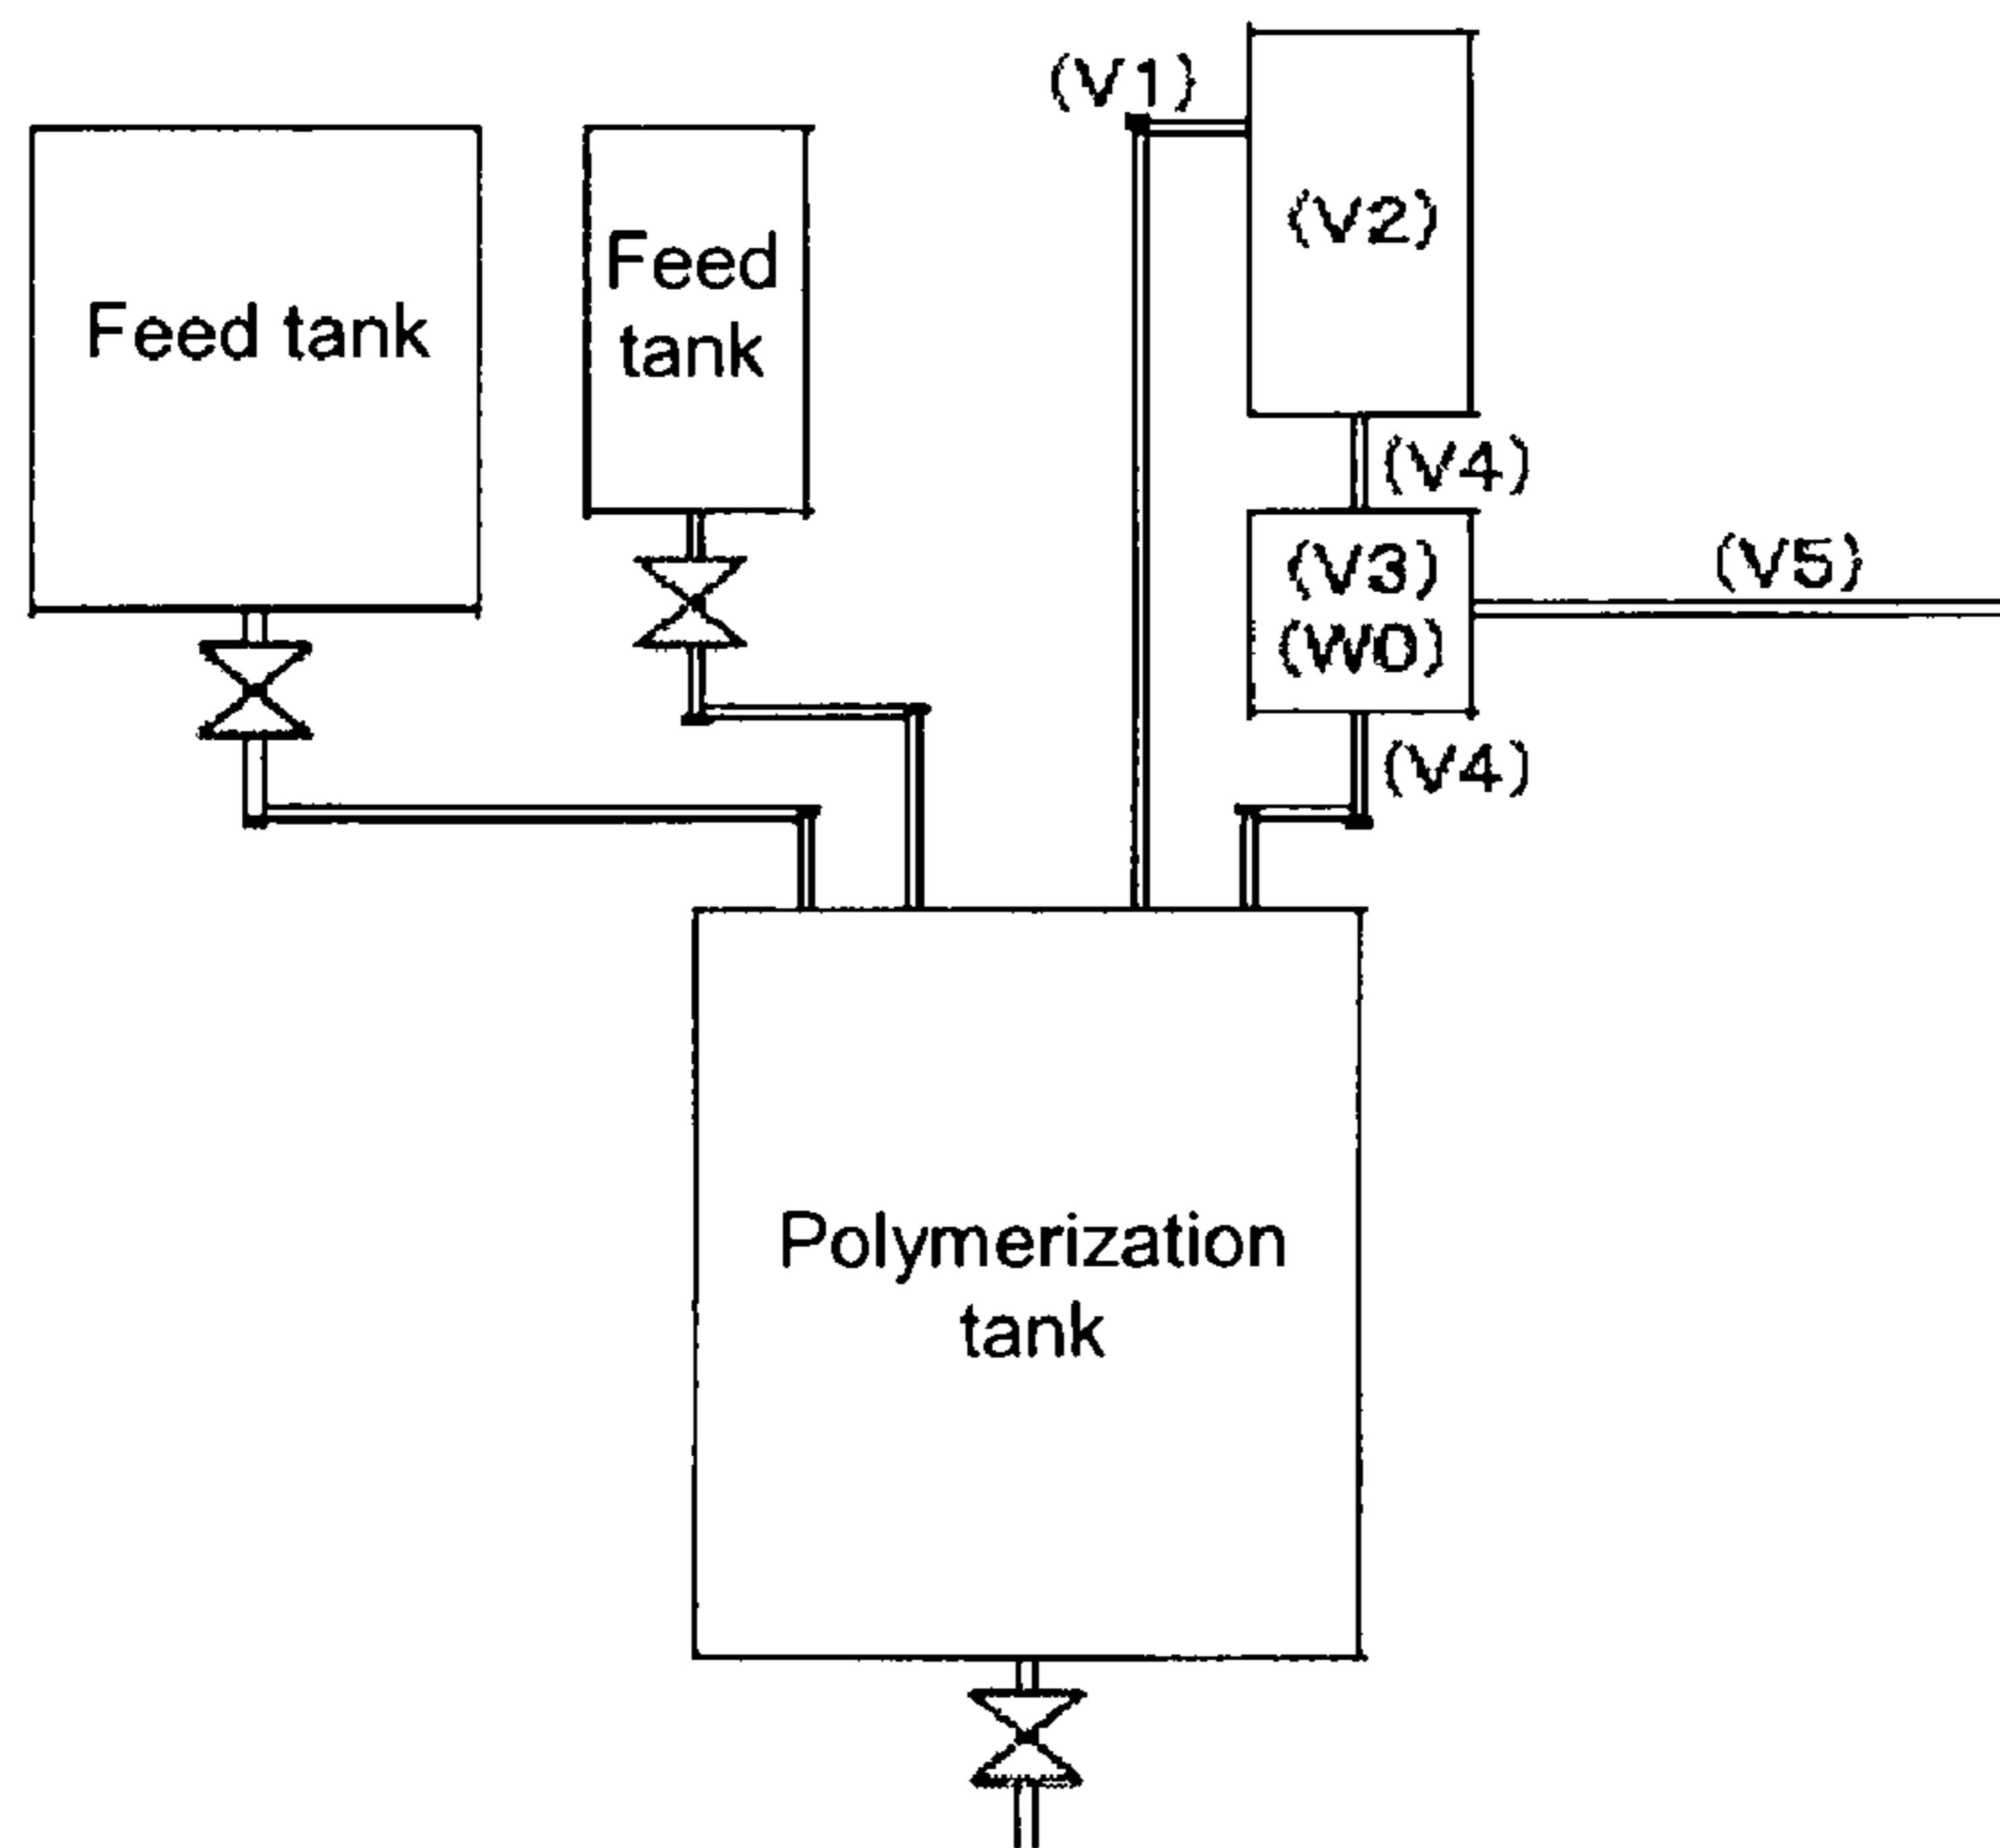 (V1)
(V2)
Feed tank
Feed
tank
(V4)
(V3)
(W0)
(V5)
(V4)
Polymerization
tank